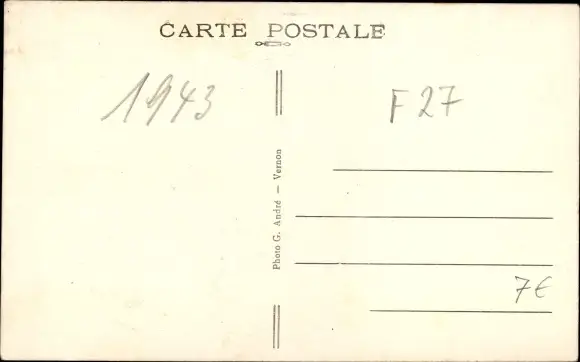 CARTE POSTALE
1943
F 27
Photo G. André — Vernon
7€